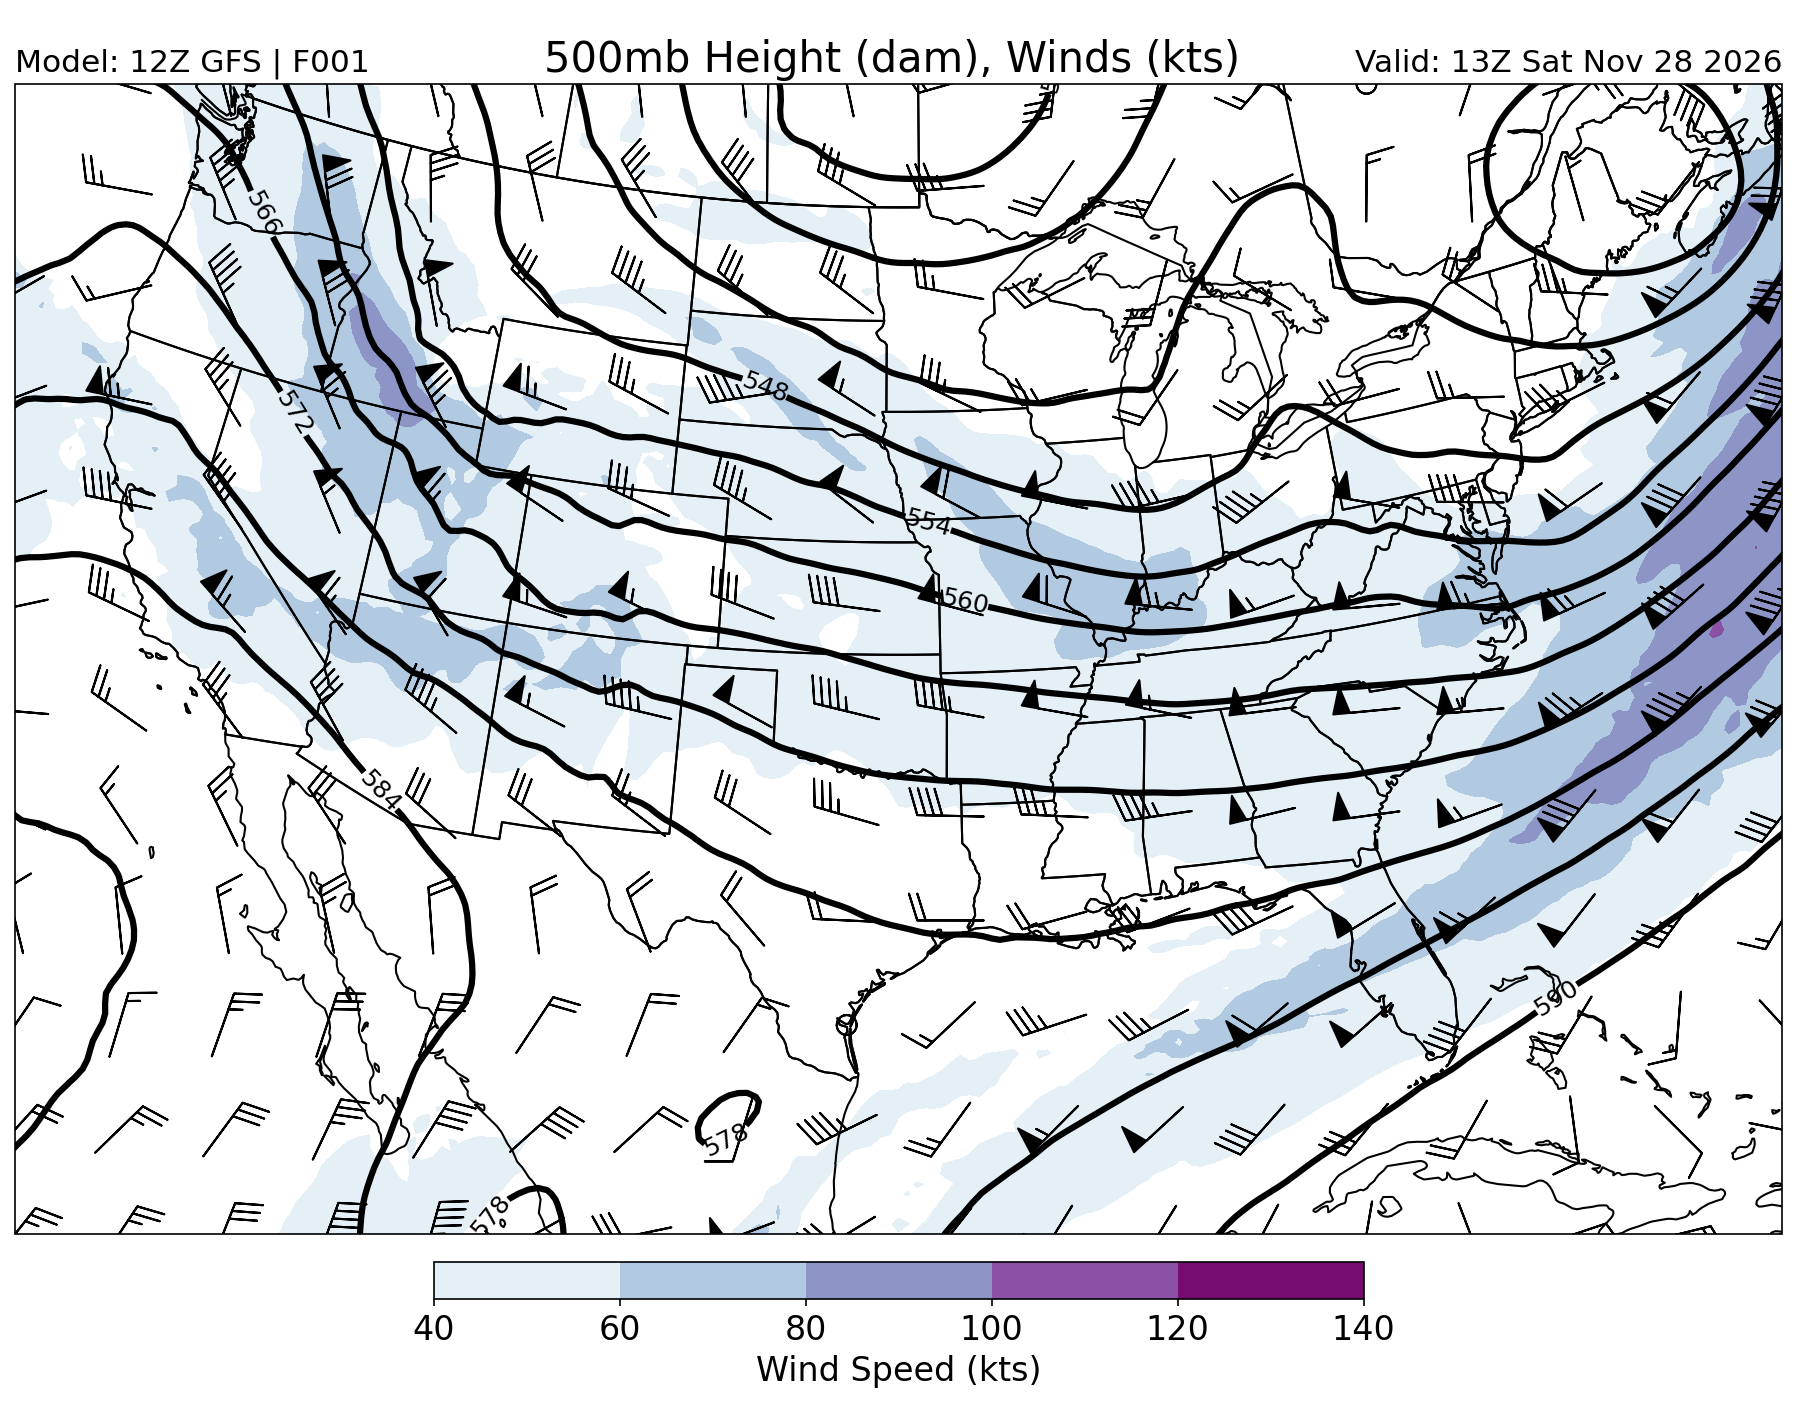 Model: 12Z GFS | F001
500mb Height (dam), Winds (kts)
Valid: 13Z Sat Nov 28 2026
566
572
548
554
560
584
590
578
578
40 60 80 100 120 140
Wind Speed (kts)